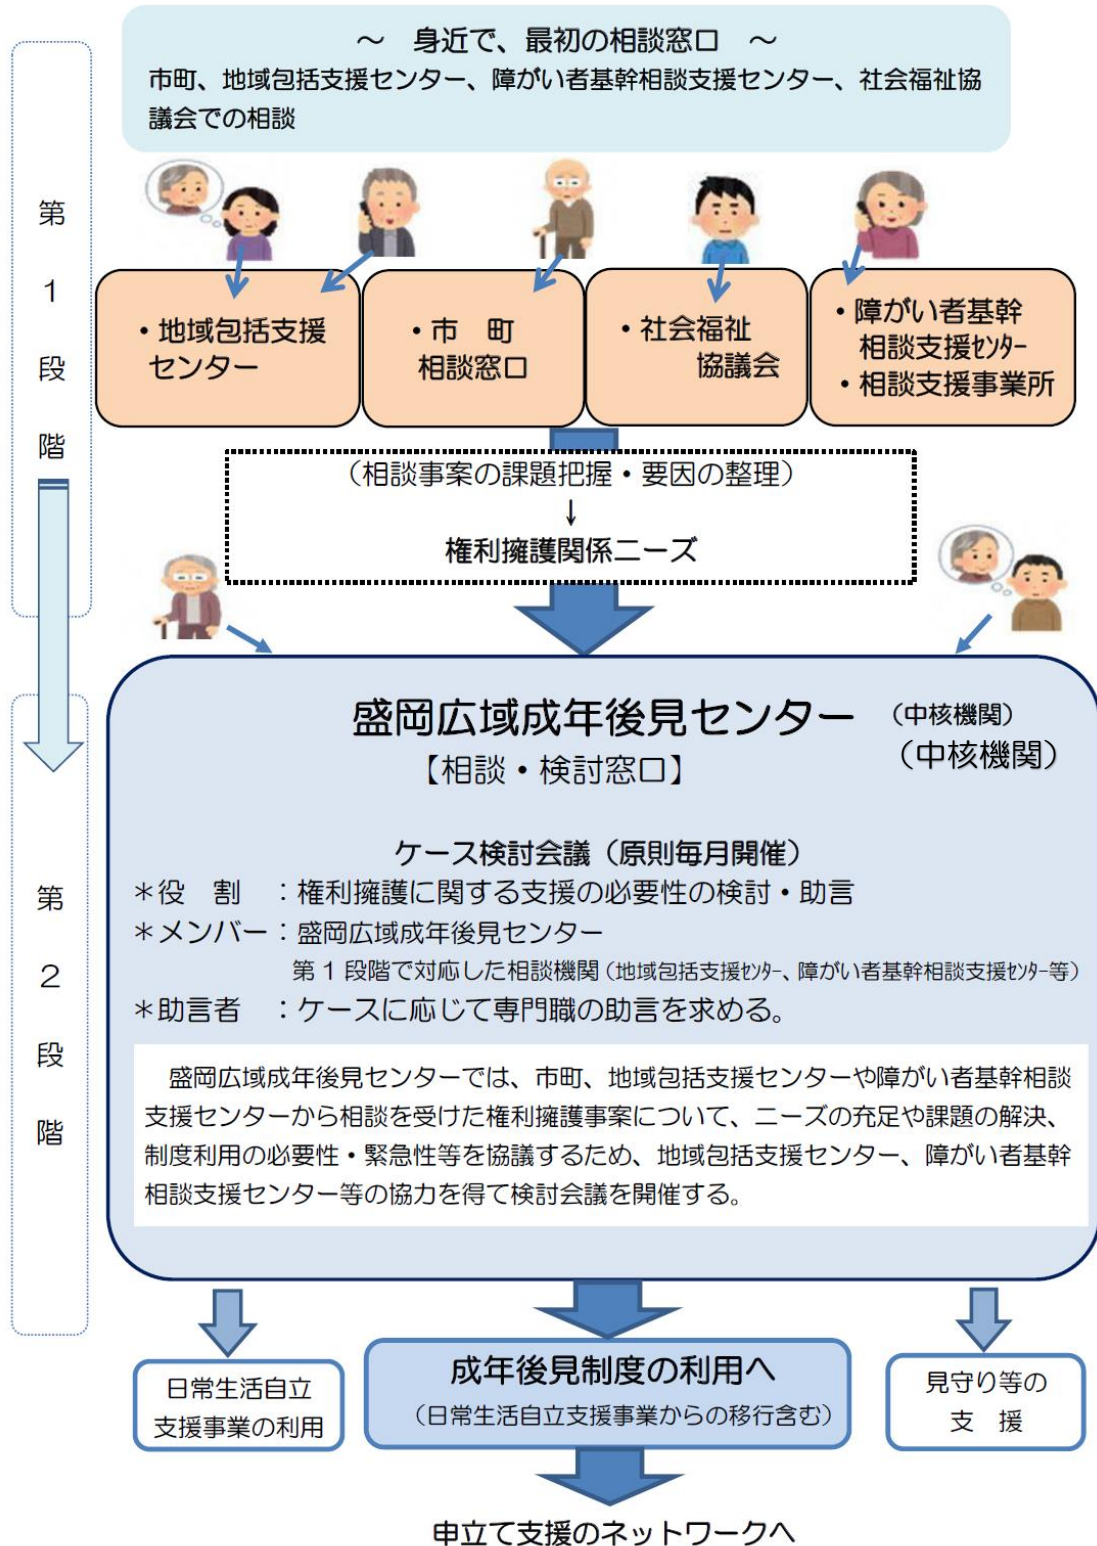 ～　身近で、最初の相談窓口　～
市町、地域包括支援センター、障がい者基幹相談支援センター、社会福祉協
議会での相談
第１段階
・地域包括支援
センター
・市　町
相談窓口
・社会福祉
協議会
・障がい者基幹
相談支援ｾﾝﾀｰ
・相談支援事業所
（相談事案の課題把握・要因の整理）
↓
権利擁護関係ニーズ
第２段階
盛岡広域成年後見センター
（中核機関）
（中核機関）
【相談・検討窓口】
ケース検討会議（原則毎月開催）
＊役　割　：権利擁護に関する支援の必要性の検討・助言
＊メンバー：盛岡広域成年後見センター
第 1 段階で対応した相談機関（地域包括支援ｾﾝﾀｰ、障がい者基幹相談支援ｾﾝﾀｰ等）
＊助言者　：ケースに応じて専門職の助言を求める。
盛岡広域成年後見センターでは、市町、地域包括支援センターや障がい者基幹相談
支援センターから相談を受けた権利擁護事案について、ニーズの充足や課題の解決、
制度利用の必要性・緊急性等を協議するため、地域包括支援センター、障がい者基幹
相談支援センター等の協力を得て検討会議を開催する。
日常生活自立
支援事業の利用
成年後見制度の利用へ
（日常生活自立支援事業からの移行含む）
見守り等の
支　援
申立て支援のネットワークへ